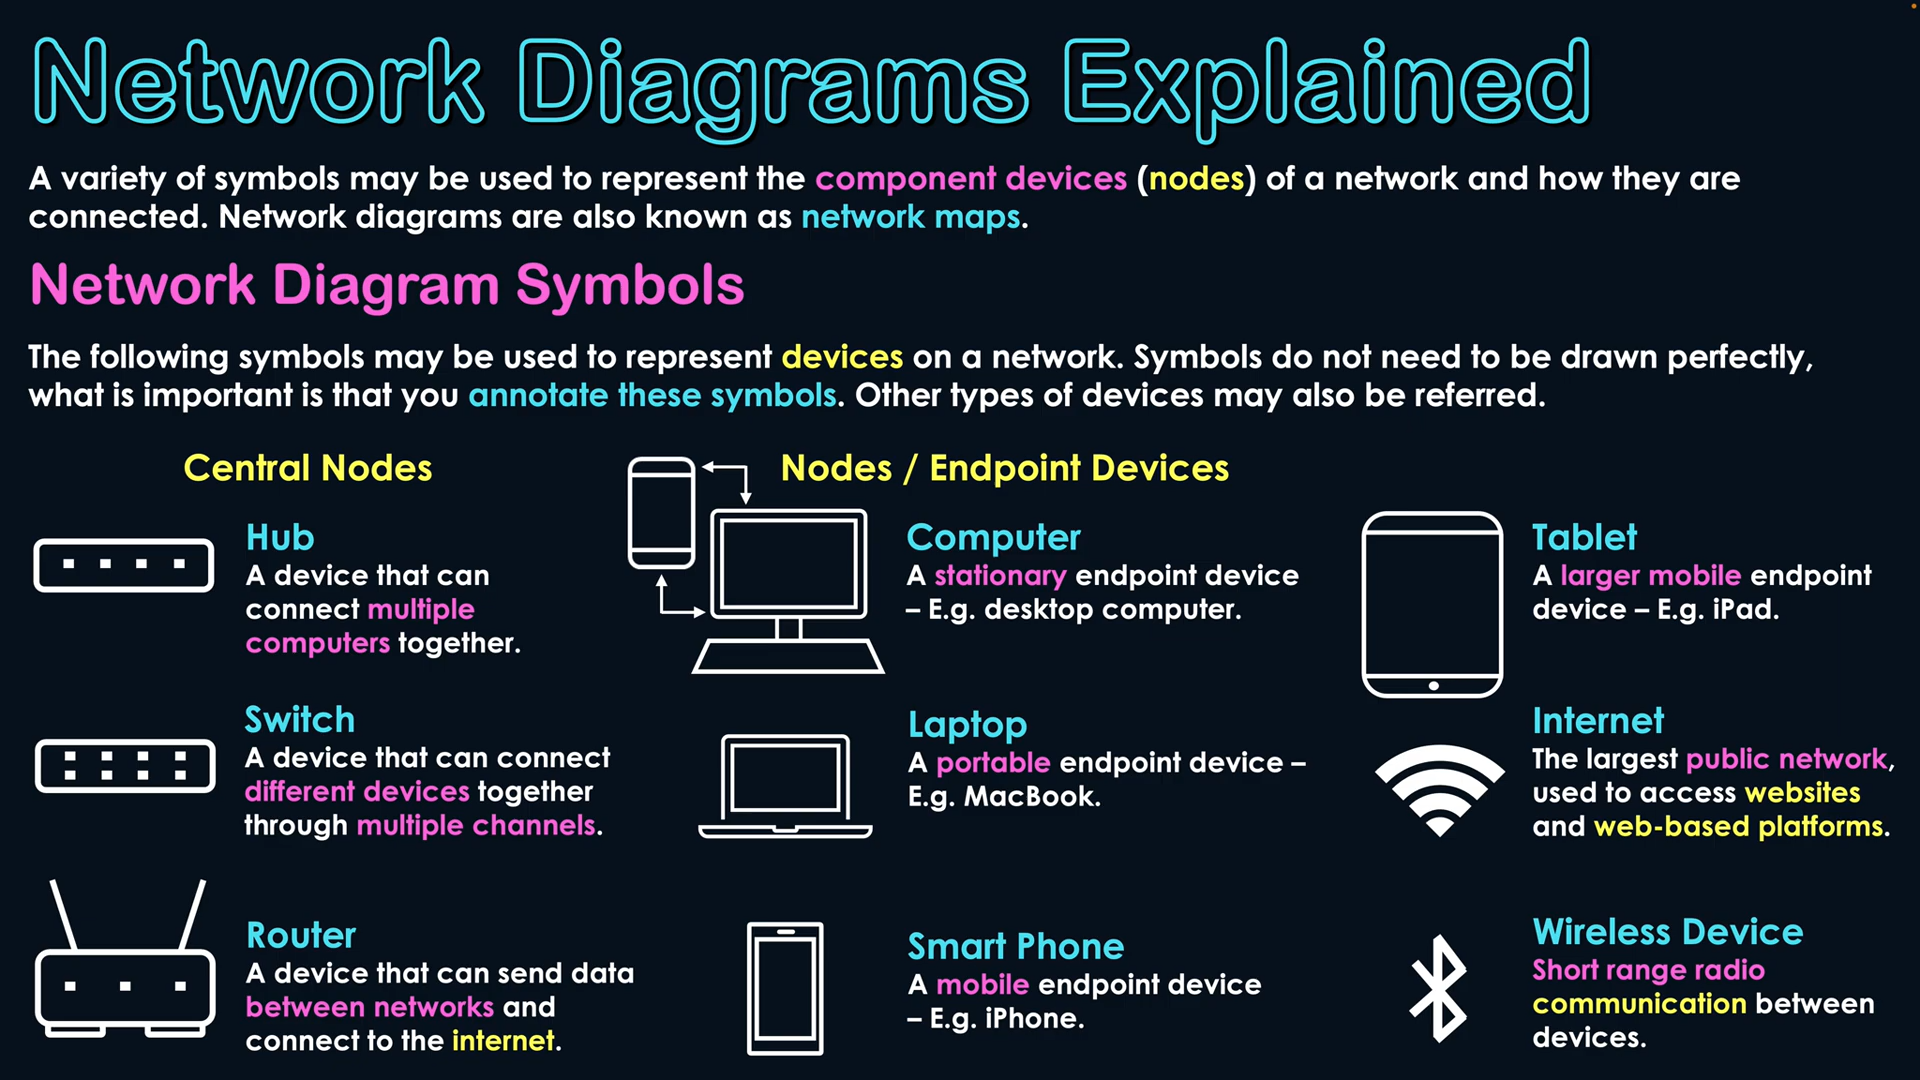 Network Diagrams Explained
A variety of symbols may be used to represent the component devices (nodes) of a network and how they are
connected. Network diagrams are also known as network maps.
Network Diagram Symbols
The following symbols may be used to represent devices on a network. Symbols do not need to be drawn perfectly,
what is important is that you annotate these symbols. Other types of devices may also be referred.
Central Nodes
Hub
A device that can
connect multiple
computers together.
Switch
A device that can connect
different devices together
through multiple channels.
Router
A device that can send data
between networks and
connect to the internet.
Nodes / Endpoint Devices
Computer
A stationary endpoint device
– E.g. desktop computer.
Laptop
A portable endpoint device –
E.g. MacBook.
Smart Phone
A mobile endpoint device
– E.g. iPhone.
Tablet
A larger mobile endpoint
device – E.g. iPad.
Internet
The largest public network,
used to access websites
and web-based platforms.
Wireless Device
Short range radio
communication between
devices.